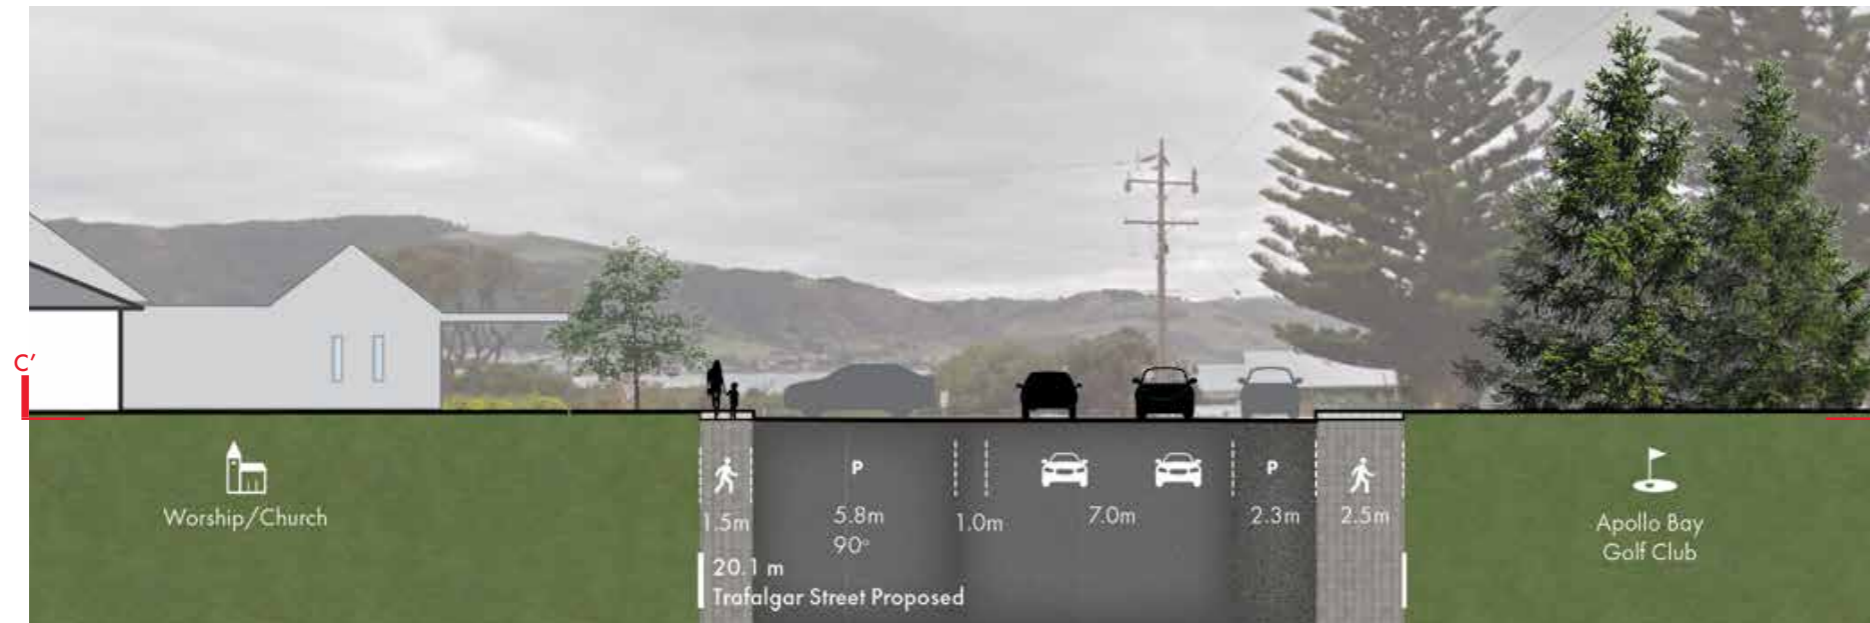 C'
Worship/Church
1.5m
P
5.8m
90°
1.0m
7.0m
P
2.3m
2.5m
20.1 m
Trafalgar Street Proposed
Apollo Bay
Golf Club